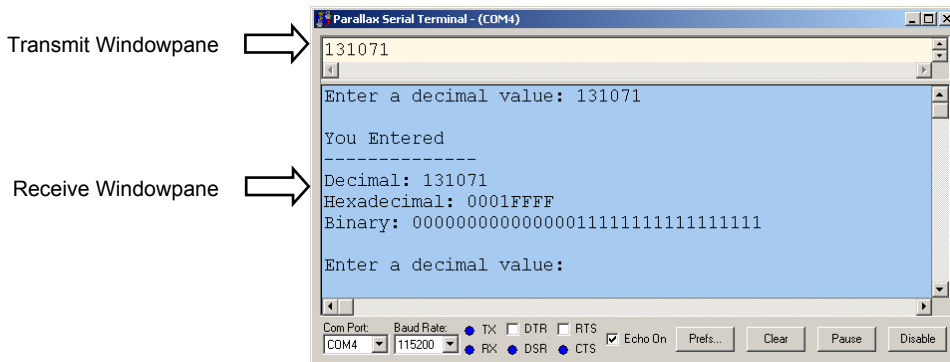 Parallax Serial Terminal - (COM4)
Transmit Windowpane
131071
Enter a decimal value: 131071
You Entered
--------------
Receive Windowpane
Decimal: 131071
Hexadecimal: 0001FFFF
Binary: 00000000000000011111111111111111
Enter a decimal value:
Com Port: Baud Rate: TX DTR RTS
COM4 115200 RX DSR CTS Echo On Prefs... Clear Pause Disable